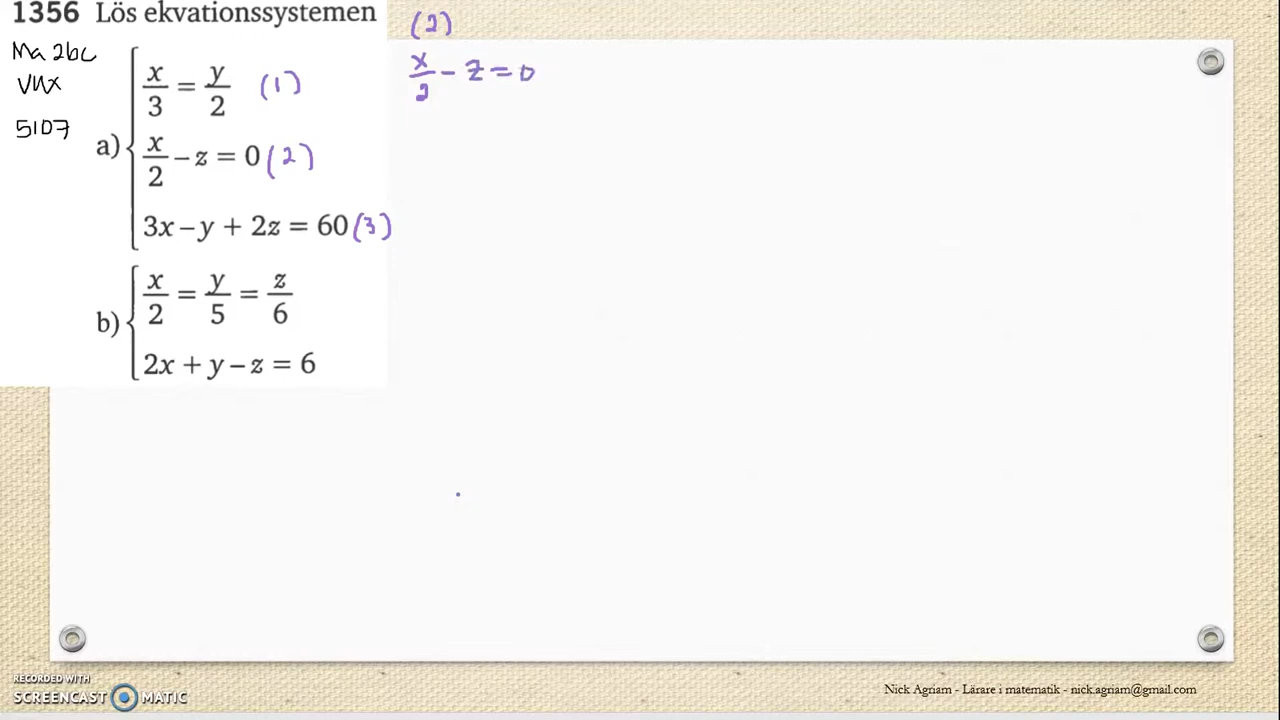 1356 Lös ekvationssystemen
Ma 2bc
VUX
5107
a) x/3 = y/2 (1)
x/2 – z = 0 (2)
3x – y + 2z = 60 (3)
b) x/2 = y/5 = z/6
2x + y – z = 6
(2)
x/2 – z = 0
RECORDED WITH
SCREENCAST MATIC
Nick Agriam - Lärare i matematik - nick.agriam@gmail.com